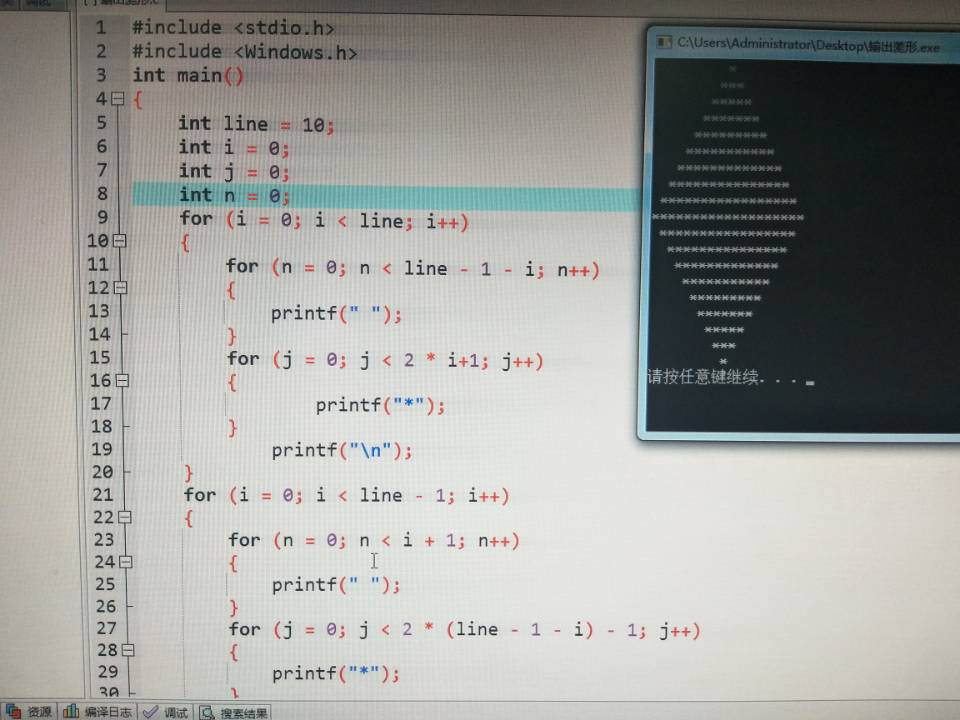 输出菱形.c
1 #include <stdio.h>
2 #include <Windows.h>
3 int main()
4 {
5 int line = 10;
6 int i = 0;
7 int j = 0;
8 int n = 0;
9 for (i = 0; i < line; i++)
10 {
11 for (n = 0; n < line - 1 - i; n++)
12 {
13 printf(" ");
14 }
15 for (j = 0; j < 2 * i+1; j++)
16 {
17 printf("*");
18 }
19 printf("\n");
20 }
21 for (i = 0; i < line - 1; i++)
22 {
23 for (n = 0; n < i + 1; n++)
24 {
25 printf(" ");
26 }
27 for (j = 0; j < 2 * (line - 1 - i) - 1; j++)
28 {
29 printf("*");
30 }
资源 编译日志 调试 搜索结果
C:\Users\Administrator\Desktop\输出菱形.exe
*
***
*****
*******
*********
***********
*************
***************
*****************
*******************
*****************
***************
*************
***********
*********
*******
*****
***
*
请按任意键继续. . .